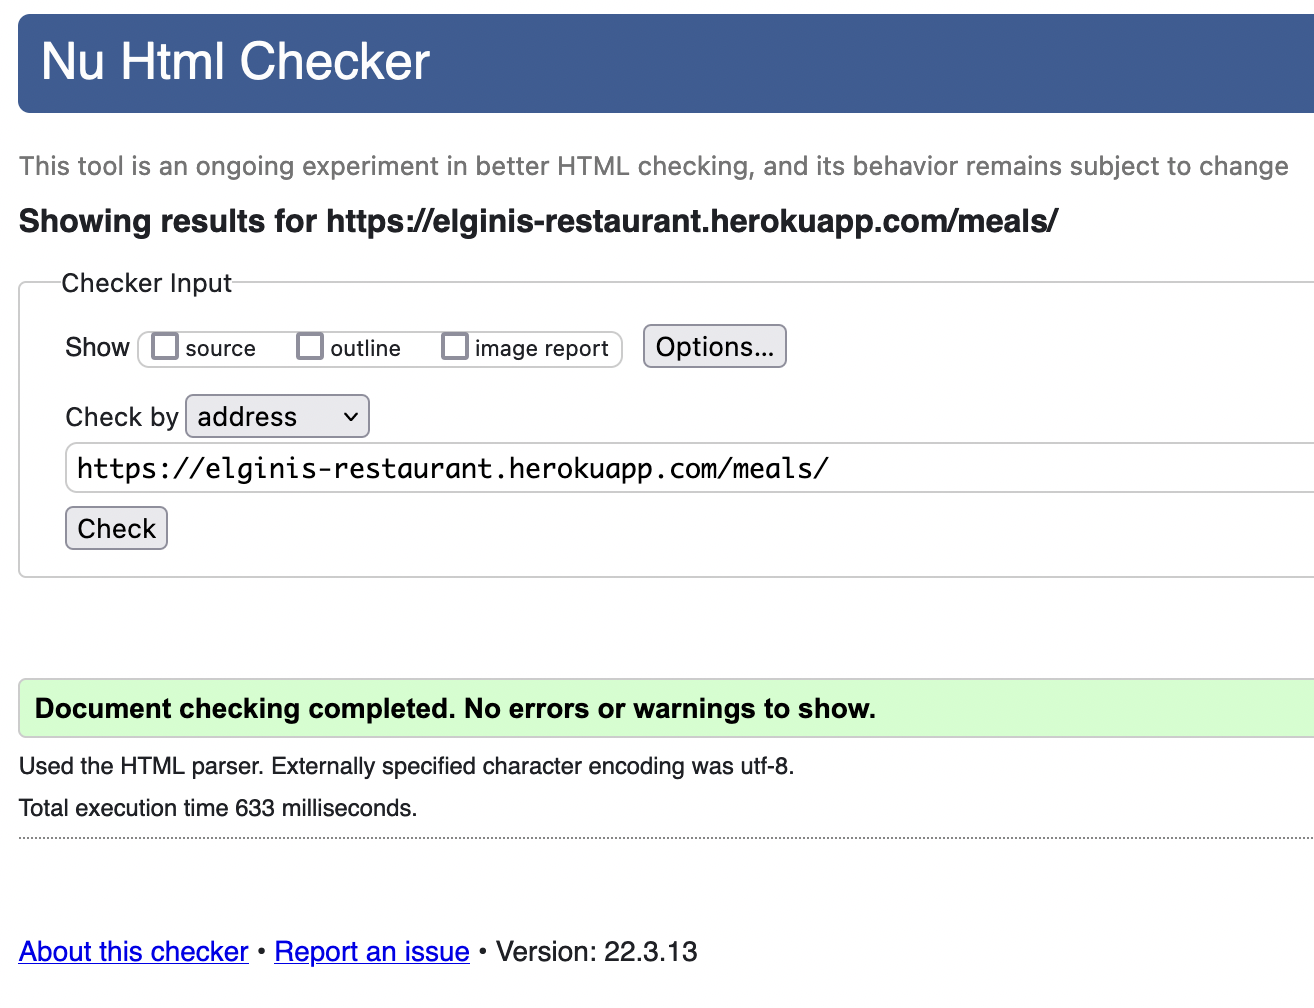 Nu Html Checker
This tool is an ongoing experiment in better HTML checking, and its behavior remains subject to change
Showing results for https://elginis-restaurant.herokuapp.com/meals/
Checker Input
Show source outline image report Options...
Check by address
https://elginis-restaurant.herokuapp.com/meals/
Check
Document checking completed. No errors or warnings to show.
Used the HTML parser. Externally specified character encoding was utf-8.
Total execution time 633 milliseconds.
About this checker • Report an issue • Version: 22.3.13